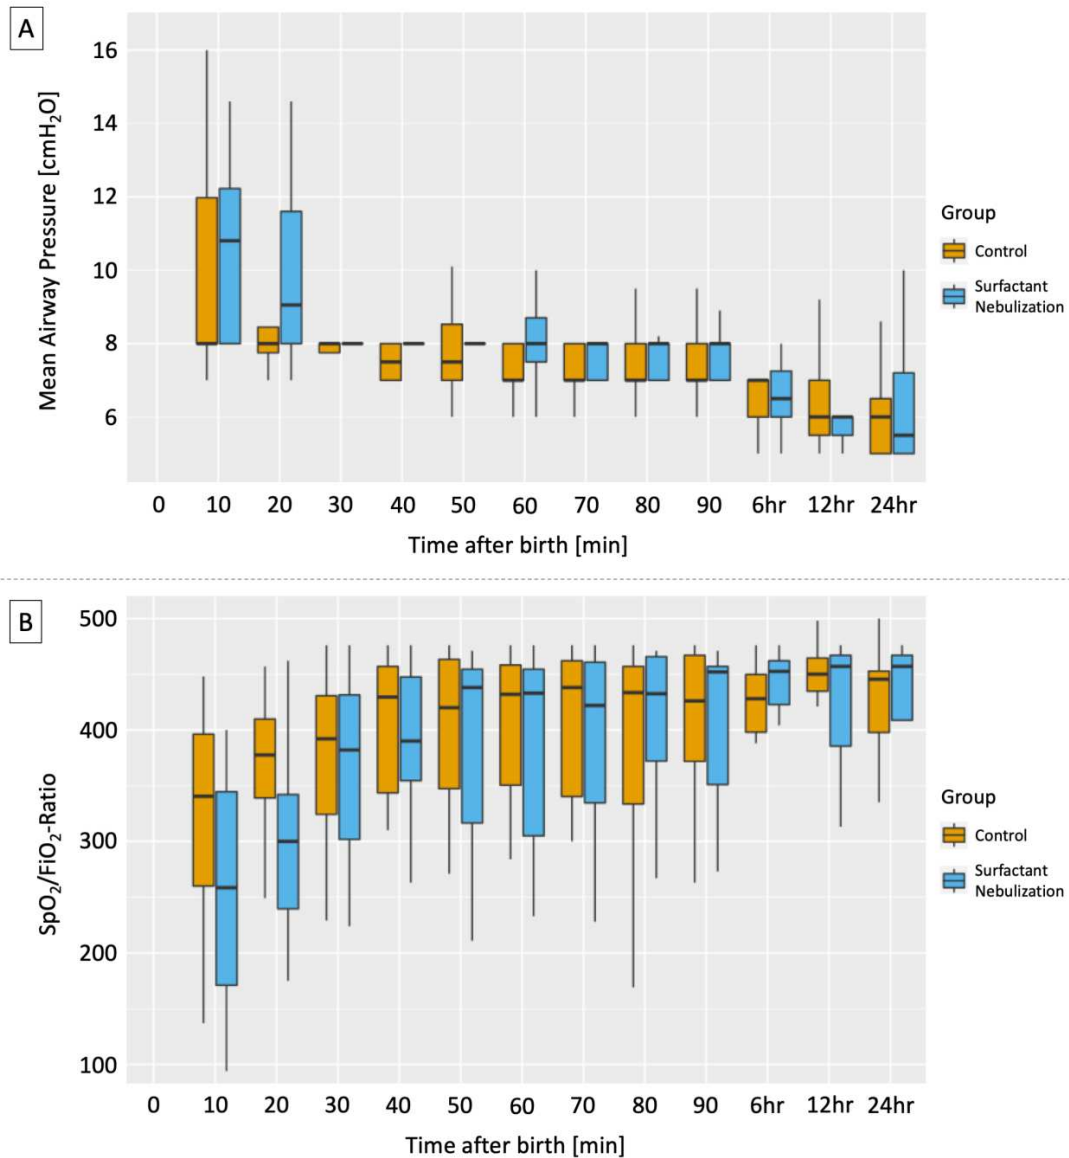 A
Mean Airway Pressure [cmH₂O]
16
14
12
10
8
6
0 10 20 30 40 50 60 70 80 90 6hr 12hr 24hr
Time after birth [min]
Group
Control
Surfactant
Nebulization
B
SpO₂/FiO₂-Ratio
500
400
300
200
100
0 10 20 30 40 50 60 70 80 90 6hr 12hr 24hr
Time after birth [min]
Group
Control
Surfactant
Nebulization